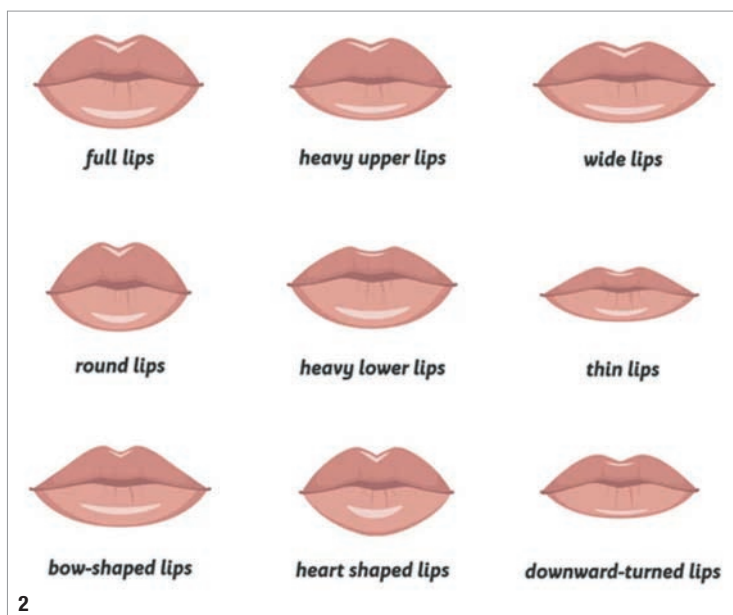 full lips
heavy upper lips
wide lips
round lips
heavy lower lips
thin lips
bow-shaped lips
heart shaped lips
downward-turned lips
2